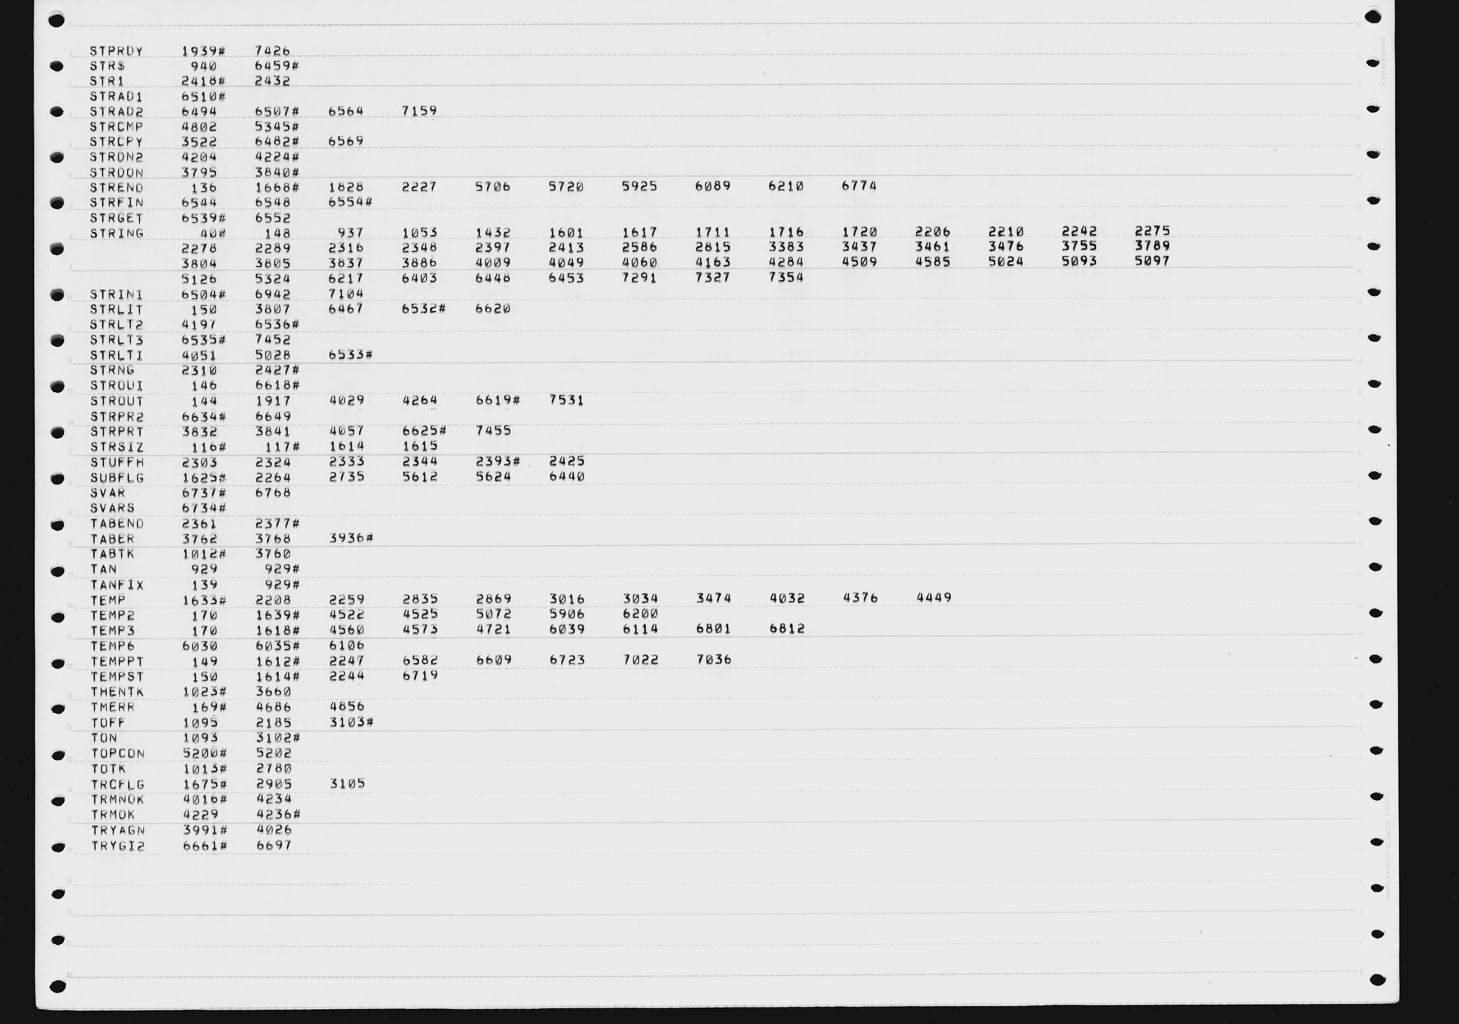 STPRDY 1939# 7426
STR$ 940 6459#
STR1 2418# 2432
STRAD1 6510#
STRAD2 6494 6507# 6564 7159
STRCMP 4802 5345#
STRCPY 3522 6482# 6569
STRDN2 4204 4224#
STRDON 3795 3840#
STREND 136 1668# 1828 2227 5706 5720 5925 6089 6210 6774
STRFIN 6544 6548 6554#
STRGET 6539# 6552
STRING 40# 148 937 1053 1432 1601 1617 1711 1716 1720 2206 2210 2242 2275
2278 2289 2316 2348 2397 2413 2586 2815 3383 3437 3461 3476 3755 3789
3804 3805 3837 3886 4009 4049 4060 4163 4284 4509 4585 5024 5093 5097
5126 5324 6217 6403 6448 6453 7291 7327 7354
STRINI 6504# 6942 7104
STRLIT 150 3807 6467 6532# 6620
STRLT2 4197 6536#
STRLT3 6535# 7452
STRLTI 4051 5028 6533#
STRNG 2310 2427#
STROUI 146 6618#
STROUT 144 1917 4029 4264 6619# 7531
STRPR2 6634# 6649
STRPRT 3832 3841 4057 6625# 7455
STRSIZ 116# 117# 1614 1615
STUFFH 2303 2324 2333 2344 2393# 2425
SUBFLG 1625# 2264 2735 5612 5624 6440
SVAR 6737# 6768
SVARS 6734#
TABEND 2361 2377#
TABER 3762 3768 3936#
TABTK 1012# 3760
TAN 929 929#
TANFIX 139 929#
TEMP 1633# 2208 2259 2835 2869 3016 3034 3474 4032 4376 4449
TEMP2 170 1639# 4522 4525 5072 5906 6200
TEMP3 170 1618# 4560 4573 4721 6039 6114 6801 6812
TEMP6 6030 6035# 6106
TEMPPT 149 1612# 2247 6582 6609 6723 7022 7036
TEMPST 150 1614# 2244 6719
THENTK 1023# 3660
TMERR 169# 4686 4856
TOFF 1095 2185 3103#
TON 1093 3102#
TOPCON 5200# 5202
TOTK 1013# 2780
TRCFLG 1675# 2905 3105
TRMNOK 4016# 4234
TRMOK 4229 4236#
TRYAGN 3991# 4026
TRYGI2 6661# 6697